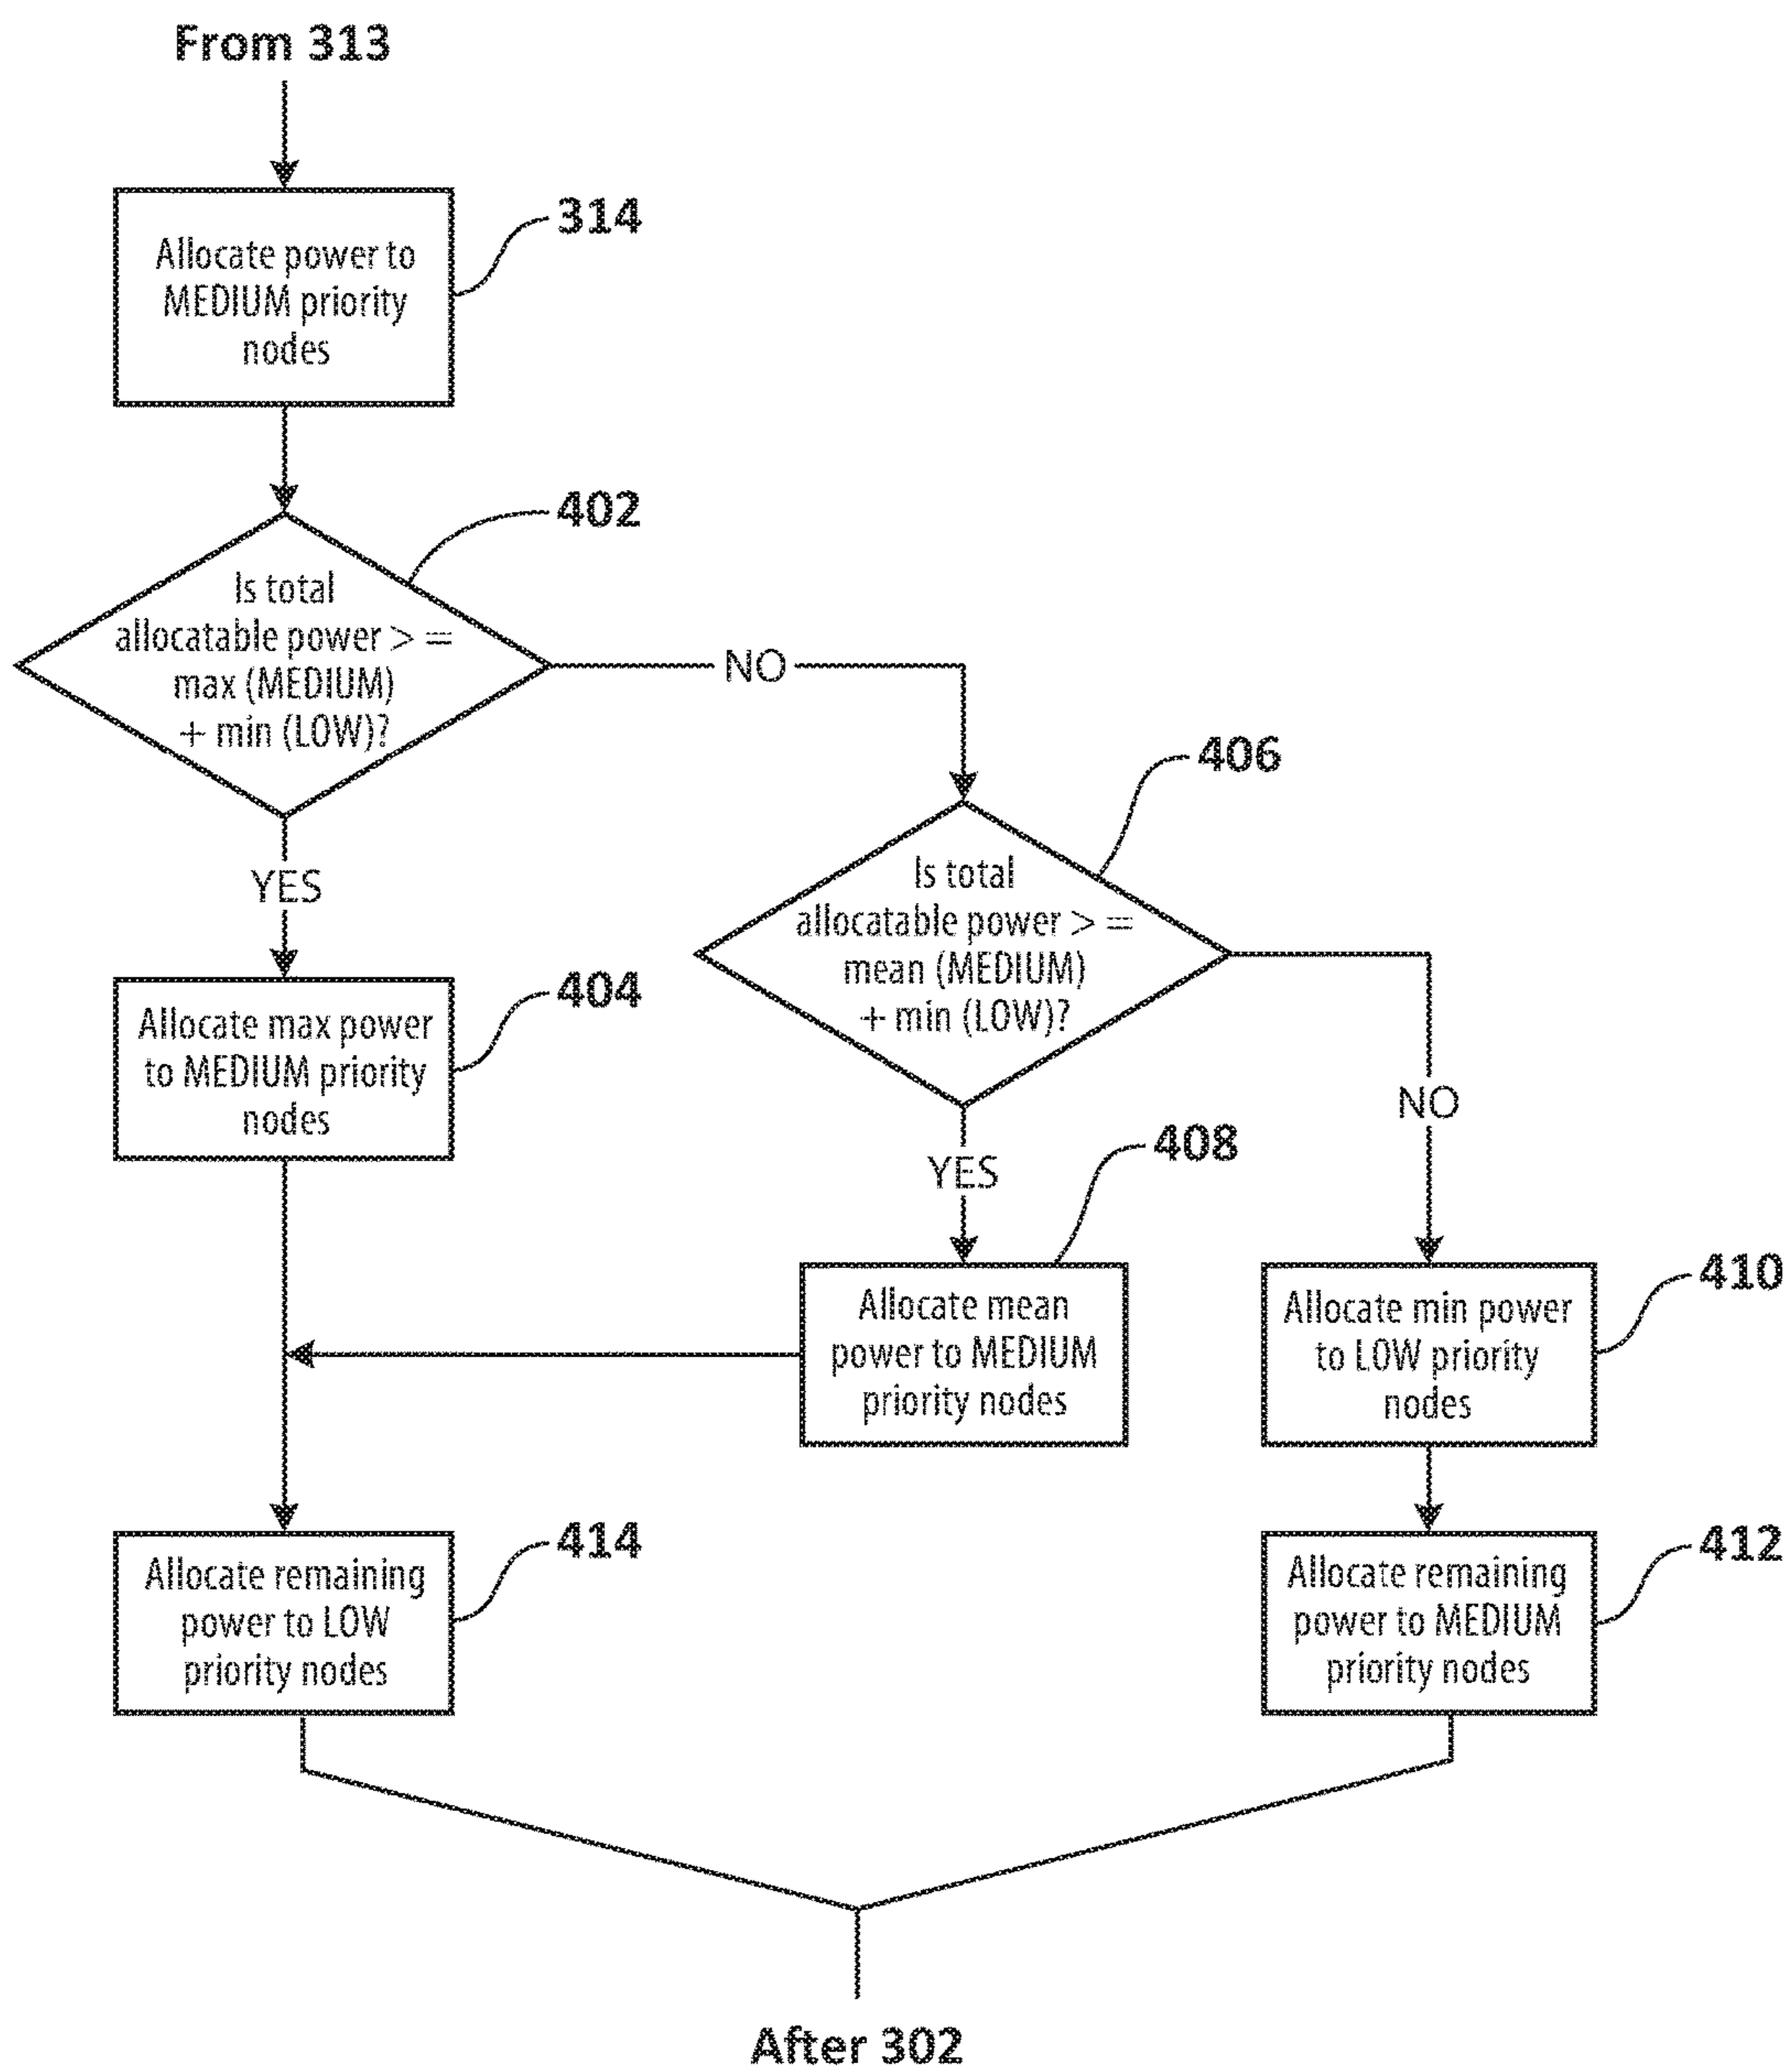 From 313
Allocate power to
MEDIUM priority
nodes
314
Is total
allocatable power > =
max (MEDIUM)
+ min (LOW)?
402
NO
YES
Is total
allocatable power > =
mean (MEDIUM)
+ min (LOW)?
406
Allocate max power
to MEDIUM priority
nodes
404
YES
NO
Allocate mean
power to MEDIUM
priority nodes
408
Allocate min power
to LOW priority
nodes
410
Allocate remaining
power to LOW
priority nodes
414
Allocate remaining
power to MEDIUM
priority nodes
412
After 302